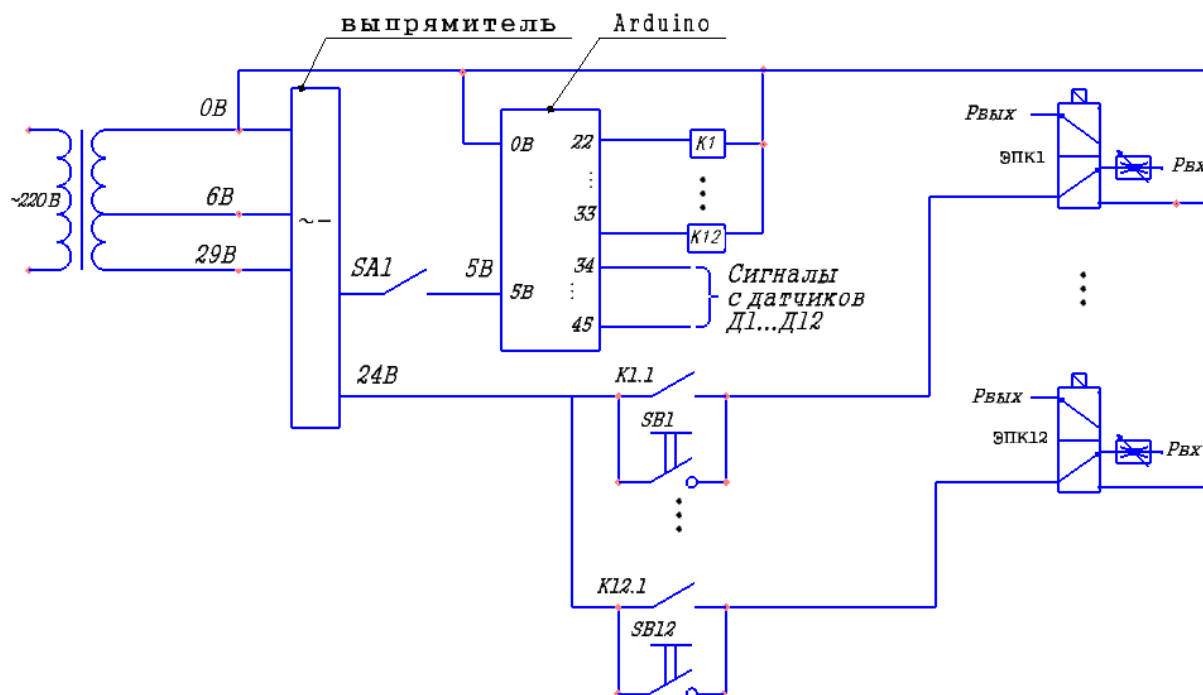 выпрямитель
Arduino
0В
~220В
6В
29В
~ −
SA1
5В
0В
5В
22
33
34
45
К1
К12
Сигналы
с датчиков
Д1...Д12
Рвых
ЭПК1
Рвх
24В
К1.1
SB1
Рвых
ЭПК12
Рвх
К12.1
SB12